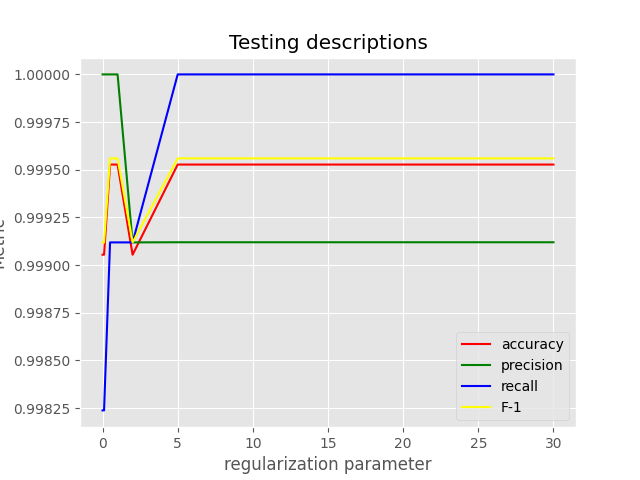 Testing descriptions
1.00000
0.99975
0.99950
0.99925
0.99900
0.99875
0.99850
0.99825
0 5 10 15 20 25 30
regularization parameter
accuracy
precision
recall
F-1